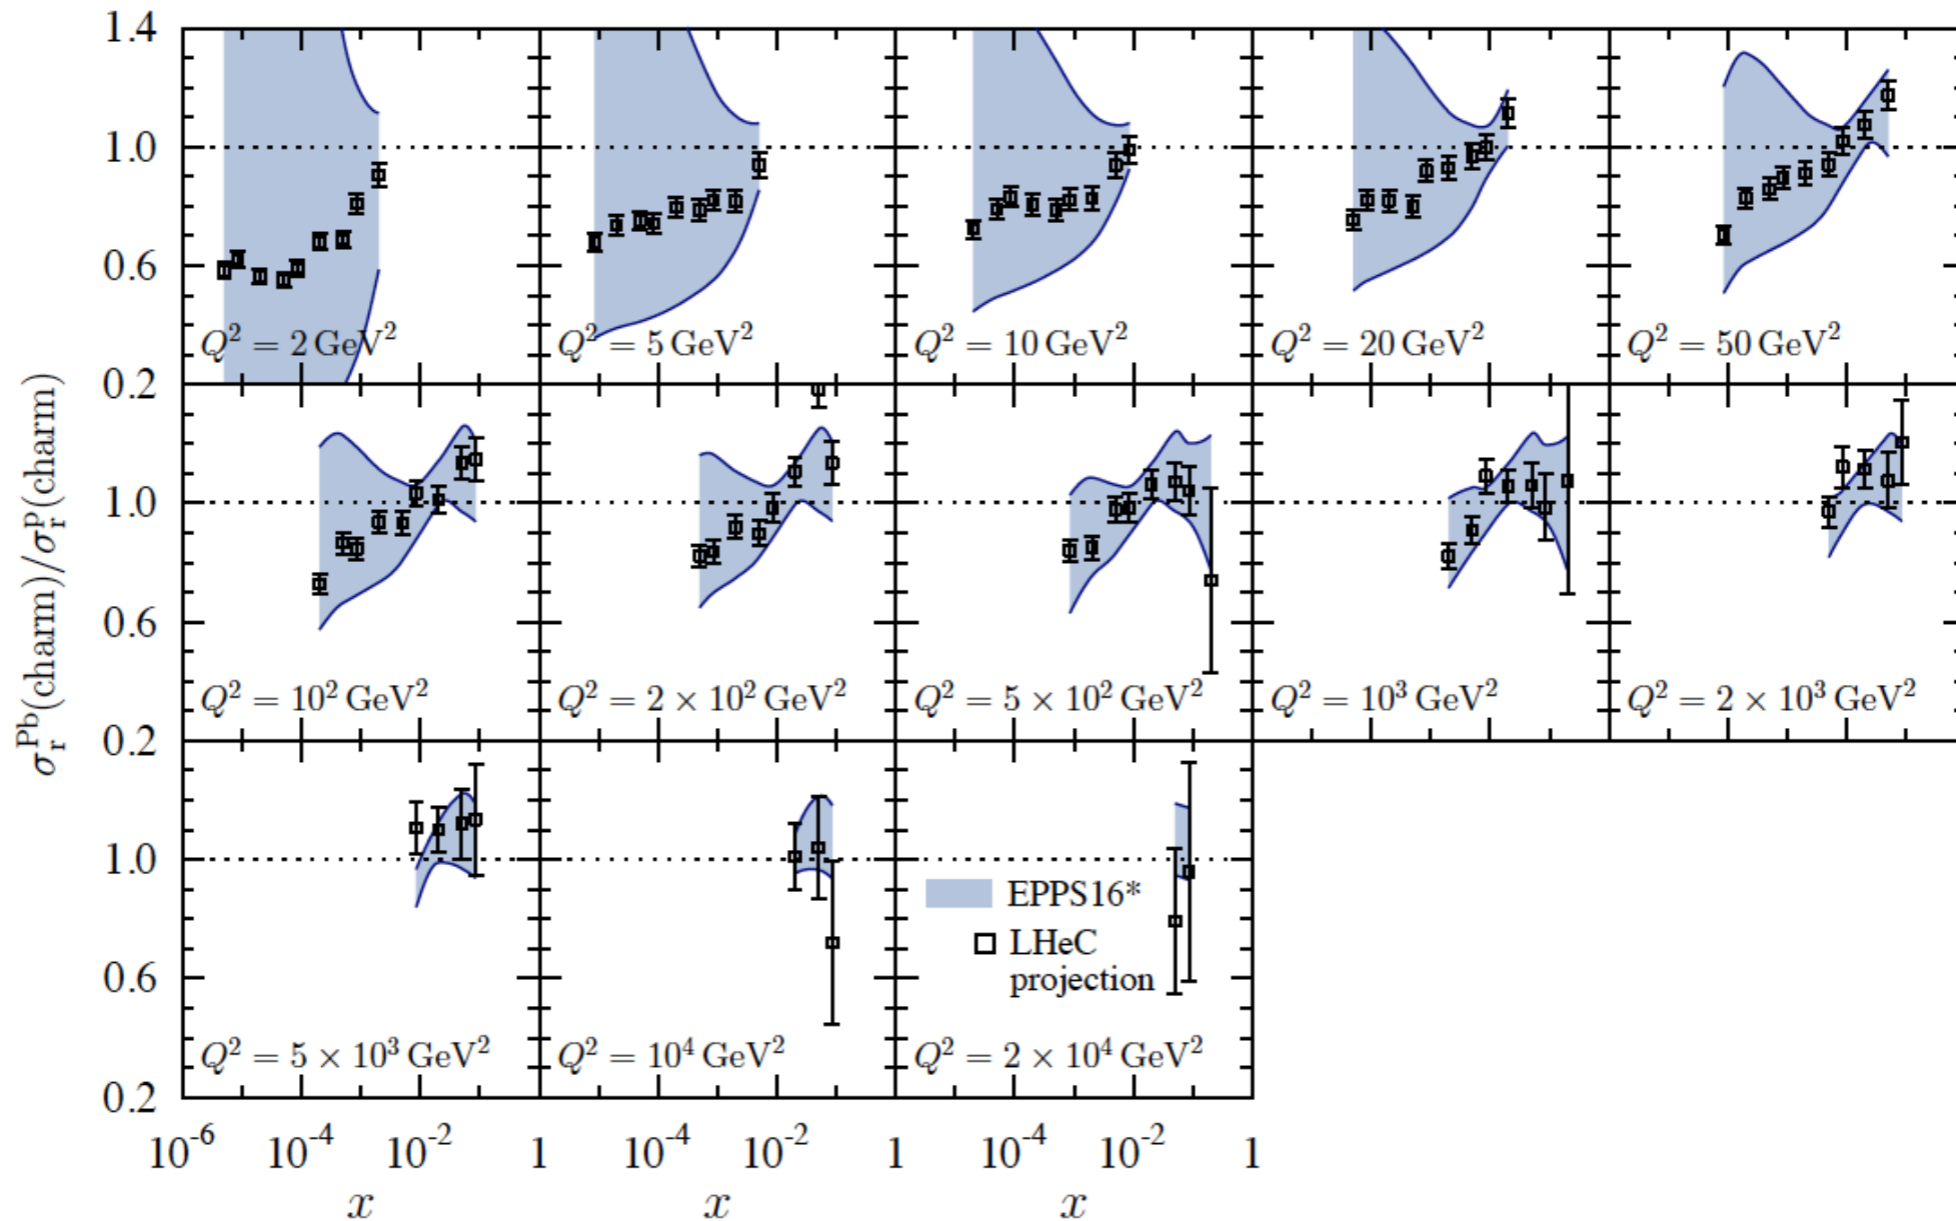 σ_r^Pb(charm)/σ_r^p(charm)
1.4
1.0
0.6
0.2
Q² = 2 GeV²
Q² = 5 GeV²
Q² = 10 GeV²
Q² = 20 GeV²
Q² = 50 GeV²
1.0
0.6
0.2
Q² = 10² GeV²
Q² = 2 × 10² GeV²
Q² = 5 × 10² GeV²
Q² = 10³ GeV²
Q² = 2 × 10³ GeV²
1.0
0.6
0.2
EPPS16*
LHeC
projection
Q² = 5 × 10³ GeV²
Q² = 10⁴ GeV²
Q² = 2 × 10⁴ GeV²
10⁻⁶ 10⁻⁴ 10⁻² 1 10⁻⁴ 10⁻² 1 10⁻⁴ 10⁻² 1
x x x